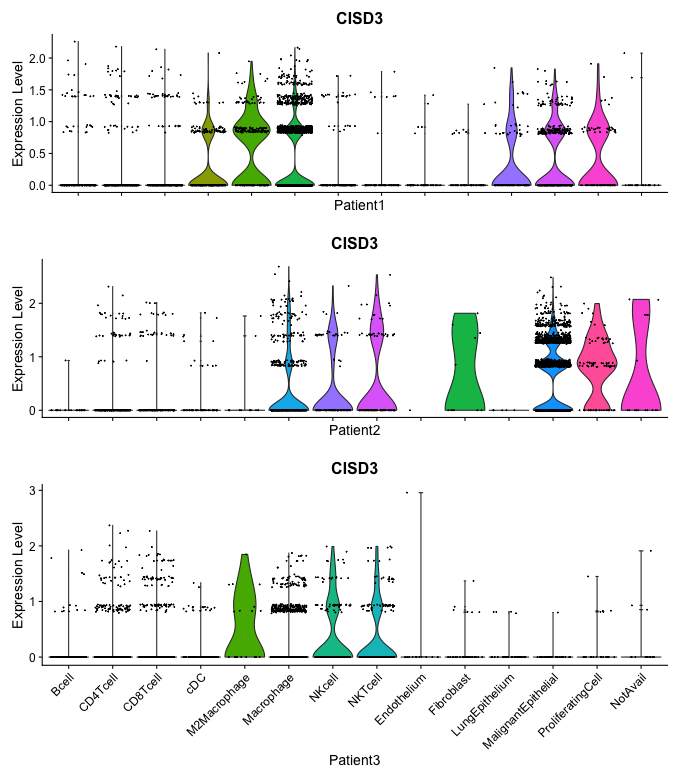 CISD3
Expression Level
2.0
1.5
1.0
0.5
0.0
Patient1
CISD3
Expression Level
2
1
0
Patient2
CISD3
Expression Level
3
2
1
0
Bcell
CD4Tcell
CD8Tcell
cDC
M2Macrophage
Macrophage
NKcell
NKTcell
Endothelium
Fibroblast
LungEpithelium
MalignantEpithelial
ProliferatingCell
NotAvail
Patient3